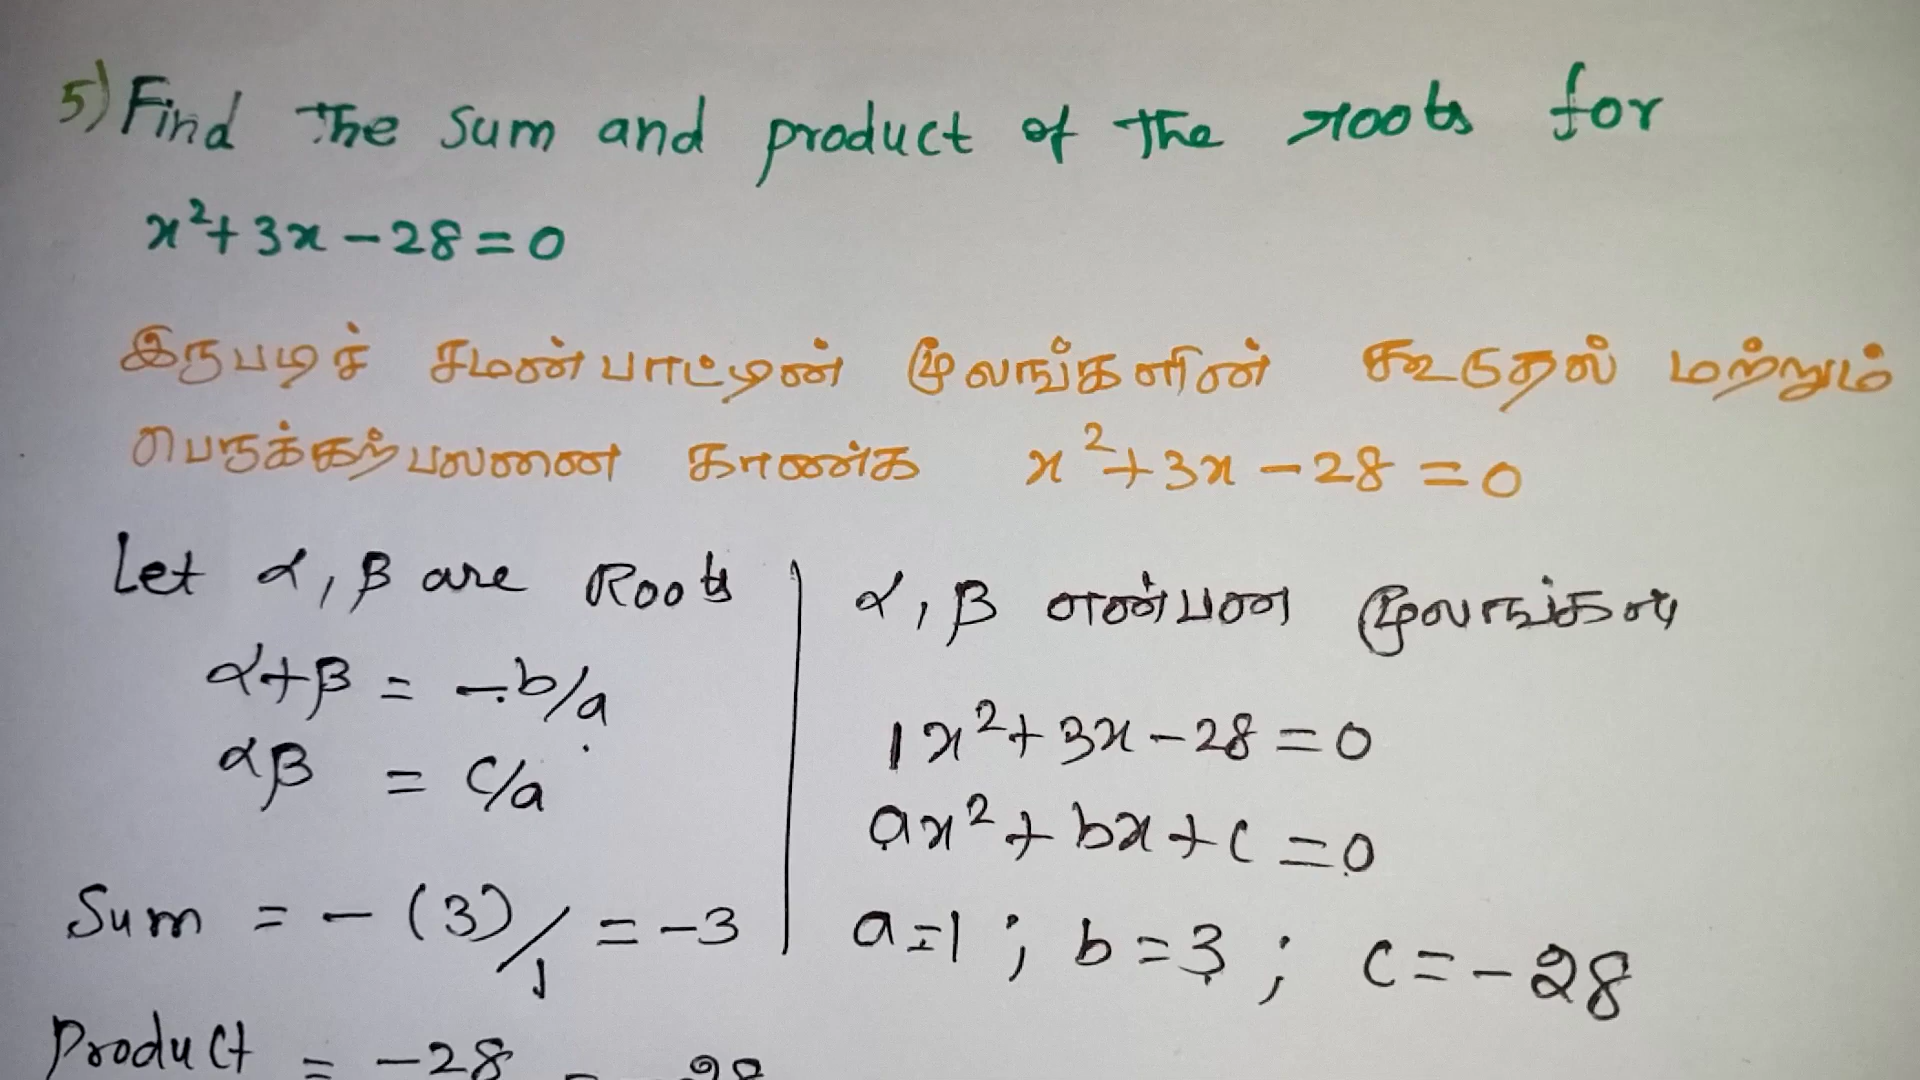 5) Find The Sum and product of The roots for
x²+3x-28=0
இருபடிச் சமன்பாட்டின் மூலங்களின் கூடுதல் மற்றும்
பெருக்கற்பலனை காண்க x²+3x-28=0
Let α, β are Roots
α+β = -b/a
αβ = c/a
Sum = -(3)/1 = -3
Product = -28 = -28
α, β என்பன மூலங்கள்
1x²+3x-28=0
ax²+bx+c=0
a=1 ; b=3 ; c=-28